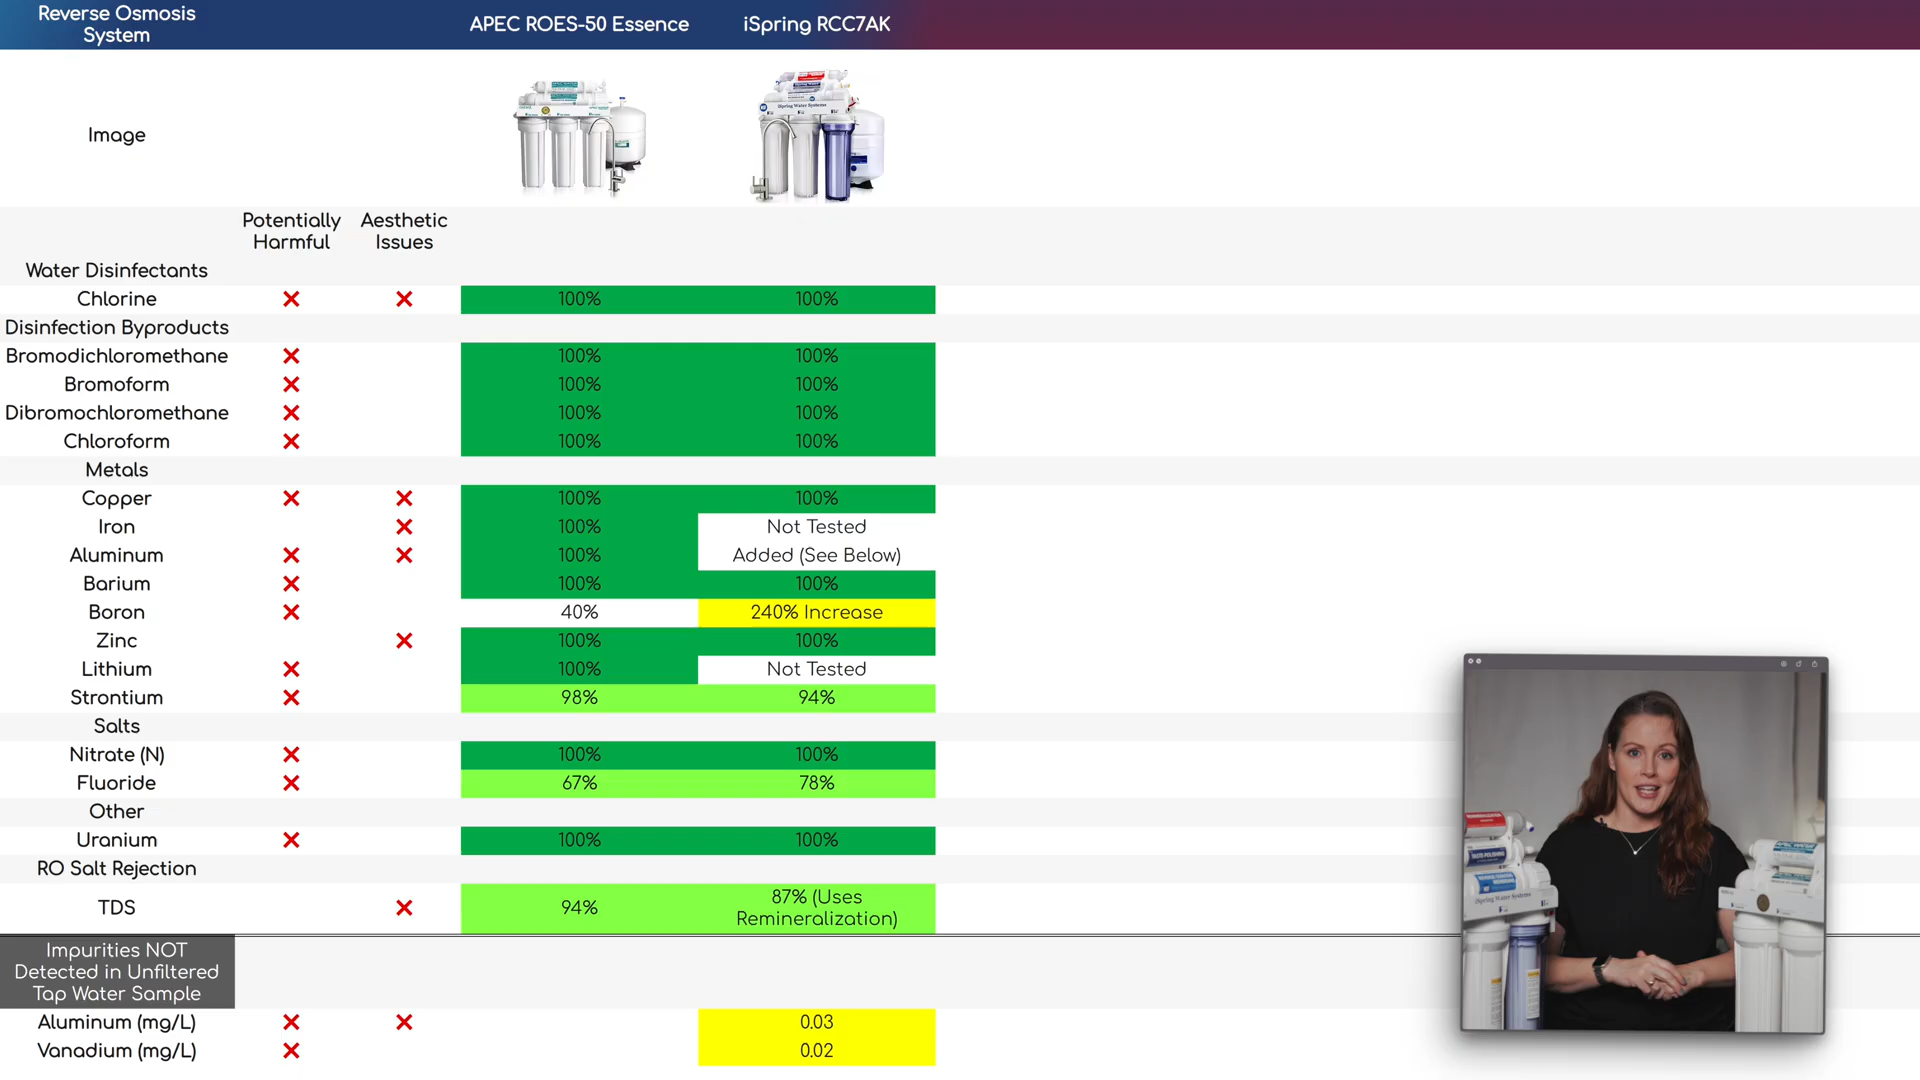 Reverse Osmosis
System
APEC ROES-50 Essence
iSpring RCC7AK
Image
Potentially
Harmful
Aesthetic
Issues
Water Disinfectants
Chlorine ✕ ✕ 100% 100%
Disinfection Byproducts
Bromodichloromethane ✕ 100% 100%
Bromoform ✕ 100% 100%
Dibromochloromethane ✕ 100% 100%
Chloroform ✕ 100% 100%
Metals
Copper ✕ ✕ 100% 100%
Iron ✕ 100% Not Tested
Aluminum ✕ ✕ 100% Added (See Below)
Barium ✕ 100% 100%
Boron ✕ 40% 240% Increase
Zinc ✕ 100% 100%
Lithium ✕ 100% Not Tested
Strontium ✕ 98% 94%
Salts
Nitrate (N) ✕ 100% 100%
Fluoride ✕ 67% 78%
Other
Uranium ✕ 100% 100%
RO Salt Rejection
TDS ✕ 94% 87% (Uses
Remineralization)
Impurities NOT
Detected in Unfiltered
Tap Water Sample
Aluminum (mg/L) ✕ ✕ 0.03
Vanadium (mg/L) ✕ 0.02
iSpring Water Systems